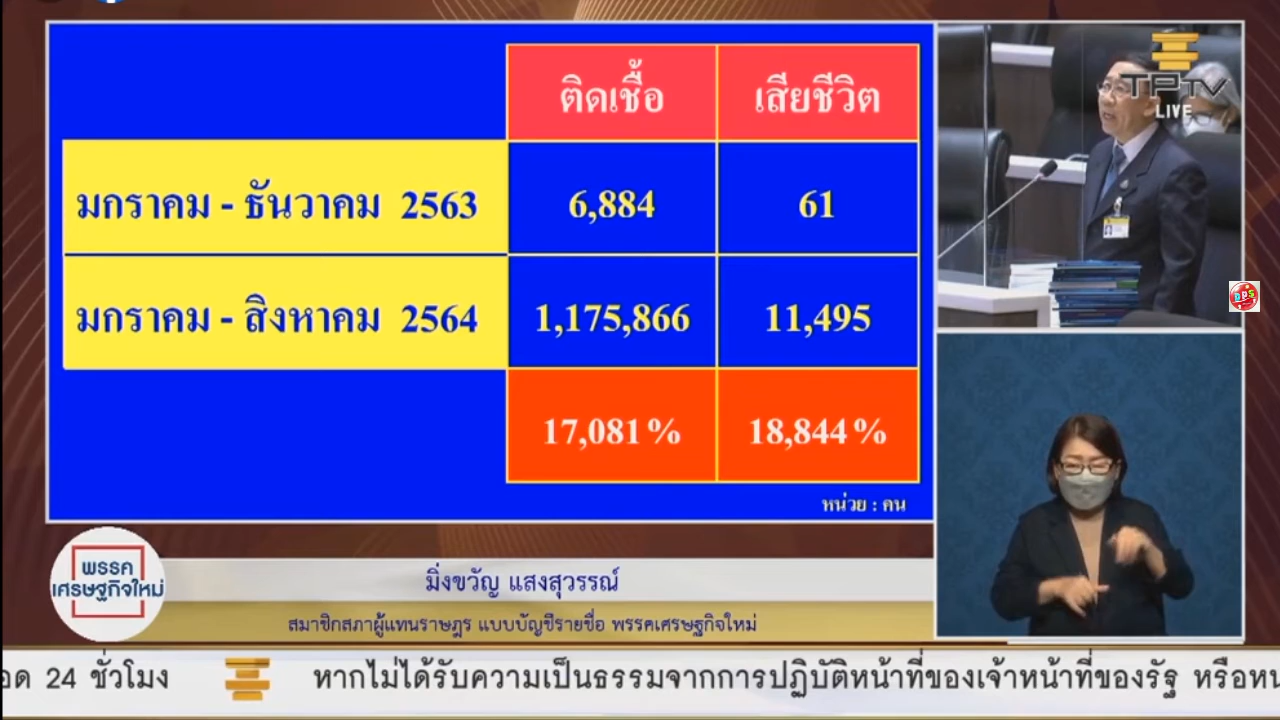 ติดเชื้อ เสียชีวิต
มกราคม - ธันวาคม 2563 6,884 61
มกราคม - สิงหาคม 2564 1,175,866 11,495
17,081% 18,844%
หน่วย : คน
TPTV
LIVE
DPS
พรรค
เศรษฐกิจใหม่
มิ่งขวัญ แสงสุวรรณ์
สมาชิกสภาผู้แทนราษฎร แบบบัญชีรายชื่อ พรรคเศรษฐกิจใหม่
อด 24 ชั่วโมง หากไม่ได้รับความเป็นธรรมจากการปฏิบัติหน้าที่ของเจ้าหน้าที่ของรัฐ หรือหน